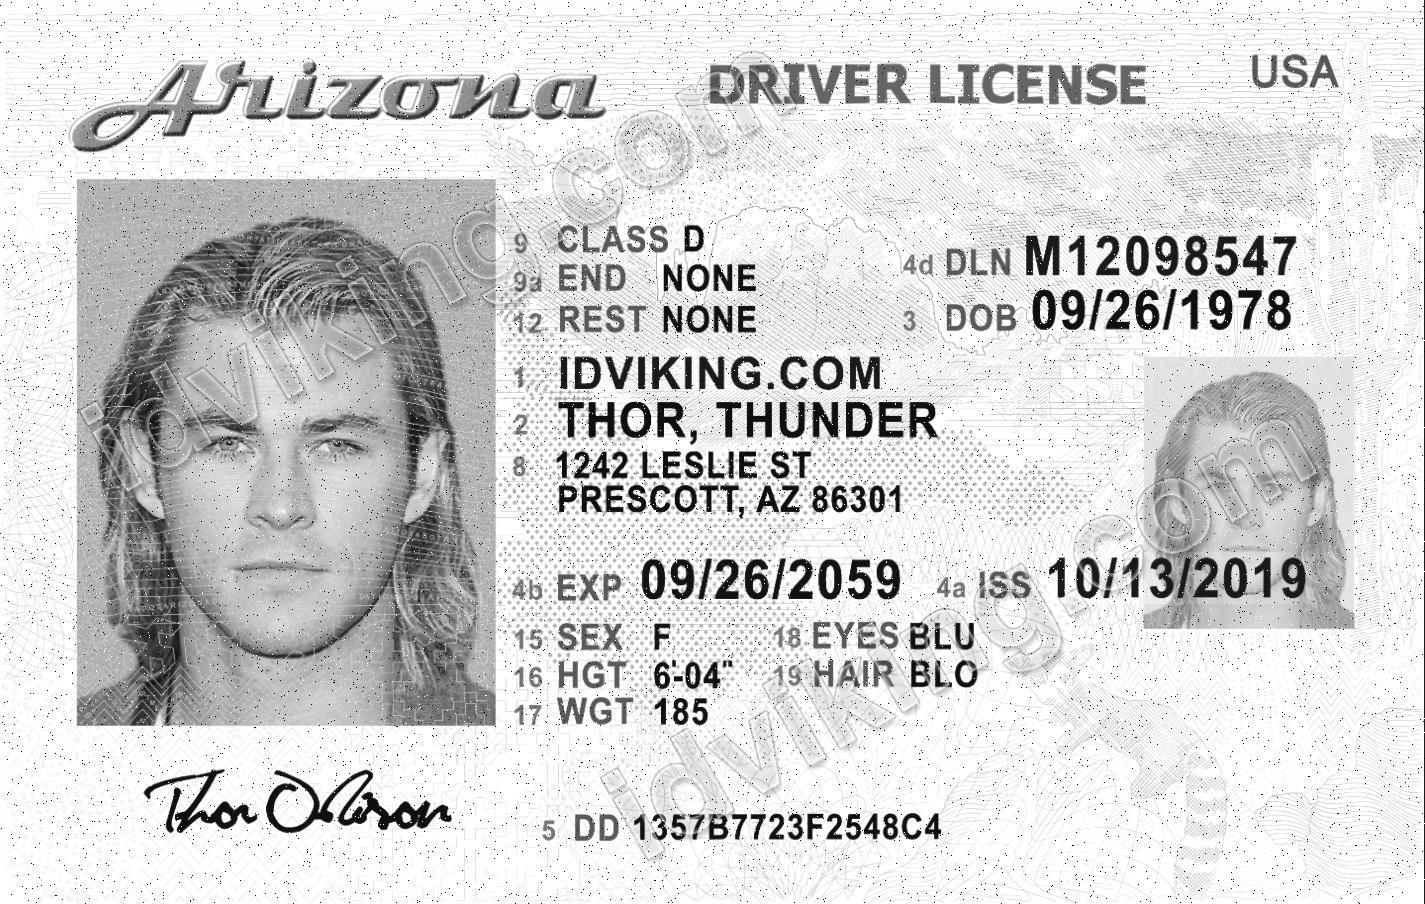 Arizona DRIVER LICENSE USA
9 CLASS D
9a END NONE
12 REST NONE
4d DLN M12098547
3 DOB 09/26/1978
1 IDVIKING.COM
2 THOR, THUNDER
8 1242 LESLIE ST
PRESCOTT, AZ 86301
4b EXP 09/26/2059 4a ISS 10/13/2019
15 SEX F 18 EYES BLU
16 HGT 6'-04" 19 HAIR BLO
17 WGT 185
Thor
5 DD 1357B7723F2548C4
idviking.com
idviking.com